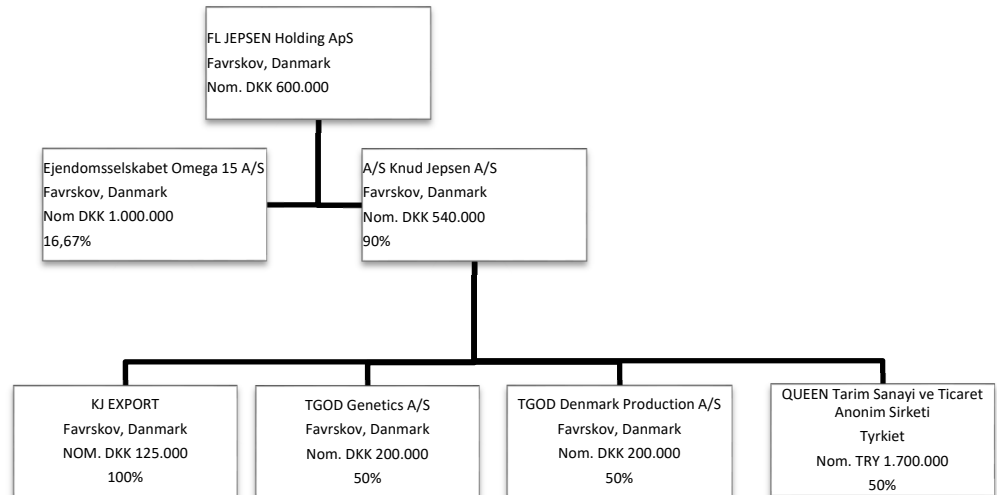 FL JEPSEN Holding ApS
Favrskov, Danmark
Nom. DKK 600.000
Ejendomsselskabet Omega 15 A/S
Favrskov, Danmark
Nom DKK 1.000.000
16,67%
A/S Knud Jepsen A/S
Favrskov, Danmark
Nom. DKK 540.000
90%
KJ EXPORT
Favrskov, Danmark
NOM. DKK 125.000
100%
TGOD Genetics A/S
Favrskov, Danmark
Nom. DKK 200.000
50%
TGOD Denmark Production A/S
Favrskov, Danmark
Nom. DKK 200.000
50%
QUEEN Tarim Sanayi ve Ticaret
Anonim Sirketi
Tyrkiet
Nom. TRY 1.700.000
50%